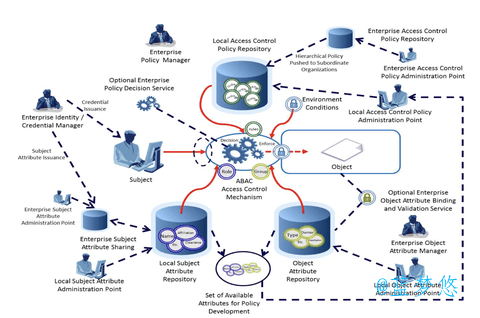 Enterprise
Policy Manager
Local Access Control
Policy Repository
Enterprise Access Control
Policy Repository
Hierarchical Policy
Pushed to Subordinate
Organizations
Enterprise Access Control
Policy Administration Point
Optional Enterprise
Policy Decision Service
Credential
Issuance
Environment
Conditions
Local Access Control Policy
Administration Point
Enterprise Identity /
Credential Manager
Rules
Decision
Enforce
Subject
Attribute Issuance
Subject
Object
ABAC
Access Control
Mechanism
Role
Group
Optional Enterprise
Object Attribute Binding
and Validation Service
Enterprise Subject
Attribute
Administration Point
Name
Affiliation
Clearance
Type
Enterprise Subject
Attribute Sharing
Enterprise Object
Attribute Manager
Local Subject
Attribute
Repository
Object
Attribute
Repository
Local Subject Attribute
Administration Point
Local Object Attribute
Administration Point
Set of Available
Attributes for Policy
Development